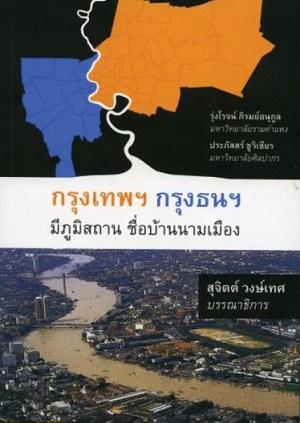 รุ่งโรจน์ ภิรมย์อนุกูล
มหาวิทยาลัยรามคำแหง
ประภัสสร์ ชูวิเชียร
มหาวิทยาลัยศิลปากร
กรุงเทพฯ กรุงธนฯ
มีภูมิสถาน ชื่อบ้านนามเมือง
สุจิตต์ วงษ์เทศ
บรรณาธิการ